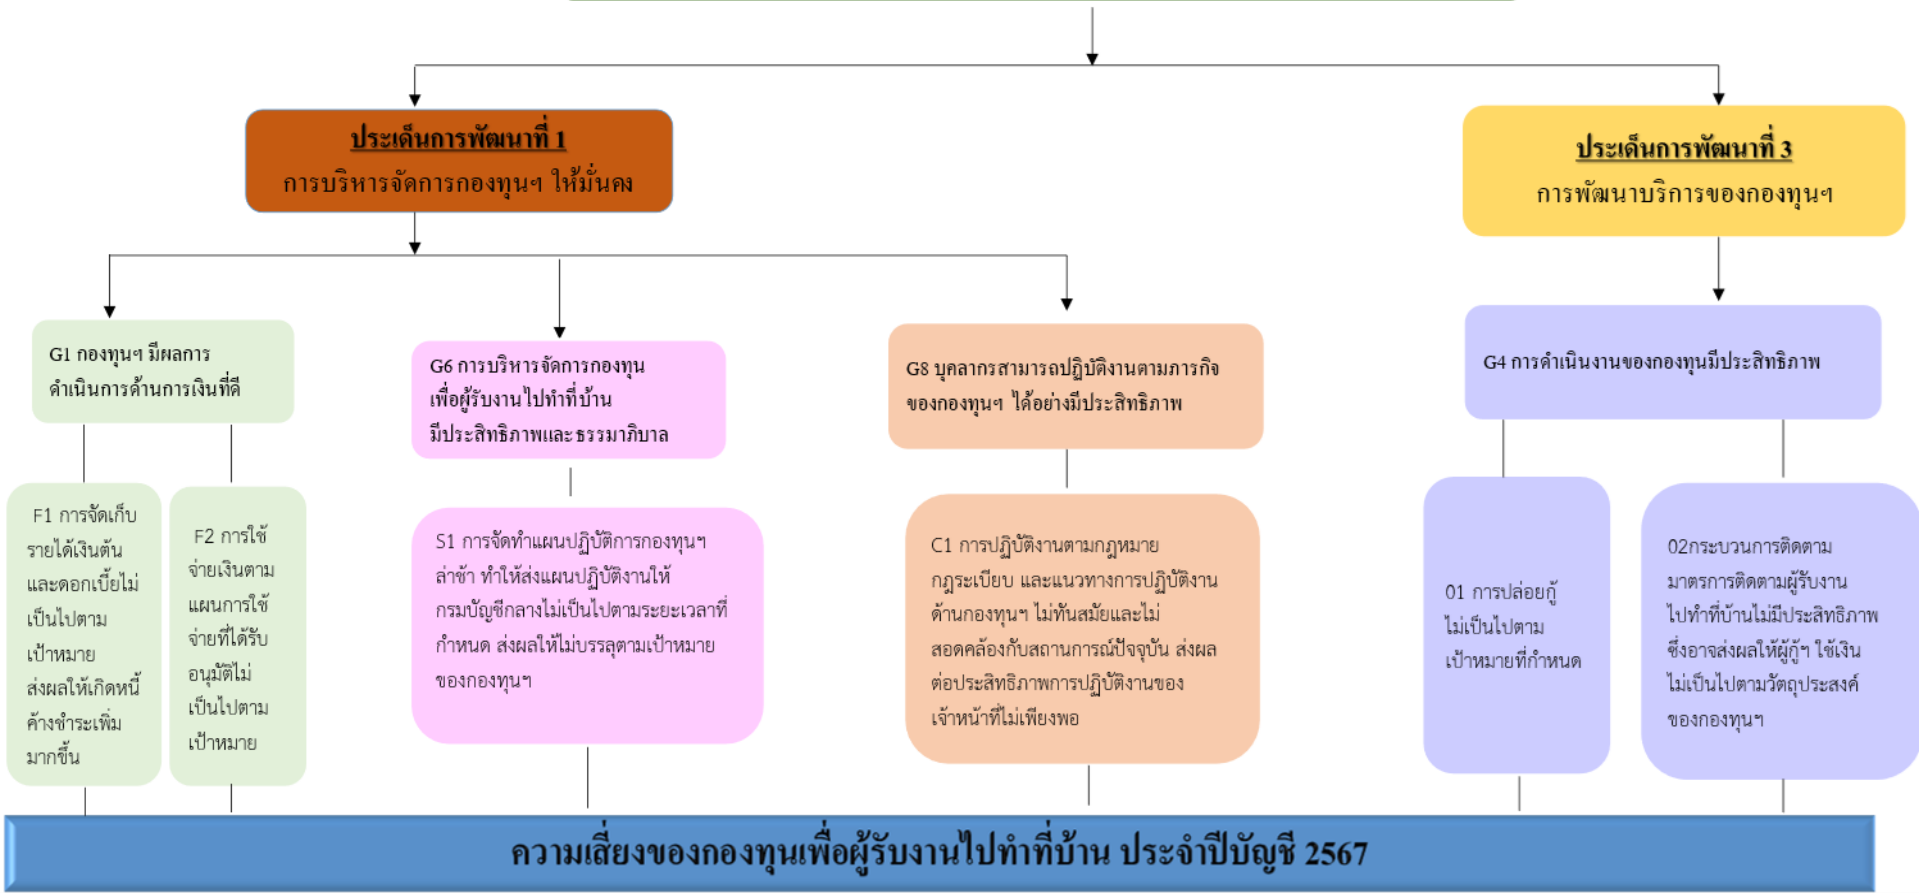 ประเด็นการพัฒนาที่ 1
การบริหารจัดการกองทุนฯ ให้มั่นคง
ประเด็นการพัฒนาที่ 3
การพัฒนาบริการของกองทุนฯ
G1 กองทุนฯ มีผลการ
ดำเนินการด้านการเงินที่ดี
G6 การบริหารจัดการกองทุน
เพื่อผู้รับงานไปทำที่บ้าน
มีประสิทธิภาพและธรรมาภิบาล
G8 บุคลากรสามารถปฏิบัติงานตามภารกิจ
ของกองทุนฯ ได้อย่างมีประสิทธิภาพ
G4 การดำเนินงานของกองทุนมีประสิทธิภาพ
F1 การจัดเก็บ
รายได้เงินต้น
และดอกเบี้ยไม่
เป็นไปตาม
เป้าหมาย
ส่งผลให้เกิดหนี้
ค้างชำระเพิ่ม
มากขึ้น
F2 การใช้
จ่ายเงินตาม
แผนการใช้
จ่ายที่ได้รับ
อนุมัติไม่
เป็นไปตาม
เป้าหมาย
S1 การจัดทำแผนปฏิบัติการกองทุนฯ
ล่าช้า ทำให้ส่งแผนปฏิบัติงานให้
กรมบัญชีกลางไม่เป็นไปตามระยะเวลาที่
กำหนด ส่งผลให้ไม่บรรลุตามเป้าหมาย
ของกองทุนฯ
C1 การปฏิบัติงานตามกฎหมาย
กฎระเบียบ และแนวทางการปฏิบัติงาน
ด้านกองทุนฯ ไม่ทันสมัยและไม่
สอดคล้องกับสถานการณ์ปัจจุบัน ส่งผล
ต่อประสิทธิภาพการปฏิบัติงานของ
เจ้าหน้าที่ไม่เพียงพอ
O1 การปล่อยกู้
ไม่เป็นไปตาม
เป้าหมายที่กำหนด
O2กระบวนการติดตาม
มาตรการติดตามผู้รับงาน
ไปทำที่บ้านไม่มีประสิทธิภาพ
ซึ่งอาจส่งผลให้ผู้กู้ฯ ใช้เงิน
ไม่เป็นไปตามวัตถุประสงค์
ของกองทุนฯ
ความเสี่ยงของกองทุนเพื่อผู้รับงานไปทำที่บ้าน ประจำปีบัญชี 2567